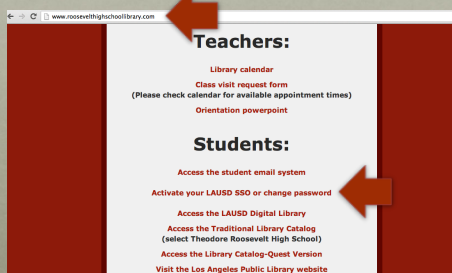 www.roosevelthighschoollibrary.com
Teachers:
Library calendar
Class visit request form
(Please check calendar for available appointment times)
Orientation powerpoint
Students:
Access the student email system
Activate your LAUSD SSO or change password
Access the LAUSD Digital Library
Access the Traditional Library Catalog
(select Theodore Roosevelt High School)
Access the Library Catalog-Quest Version
Visit the Los Angeles Public Library website